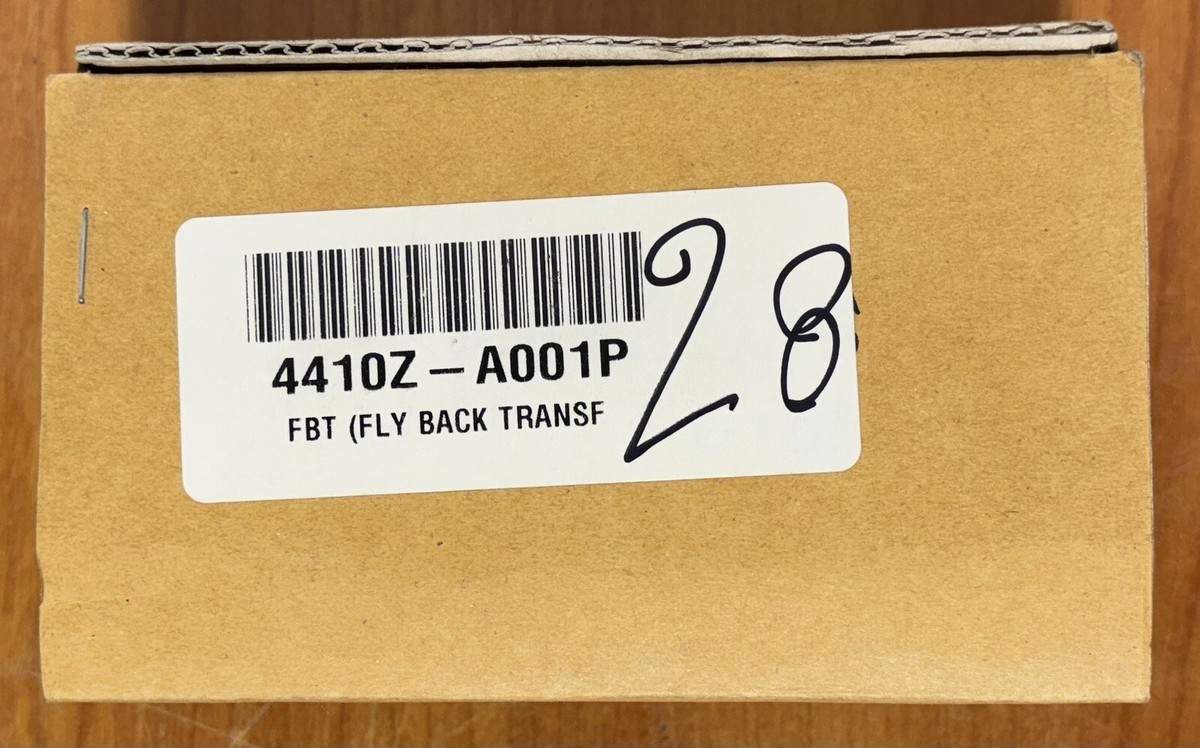 4410Z – A001P
FBT (FLY BACK TRANSF
28